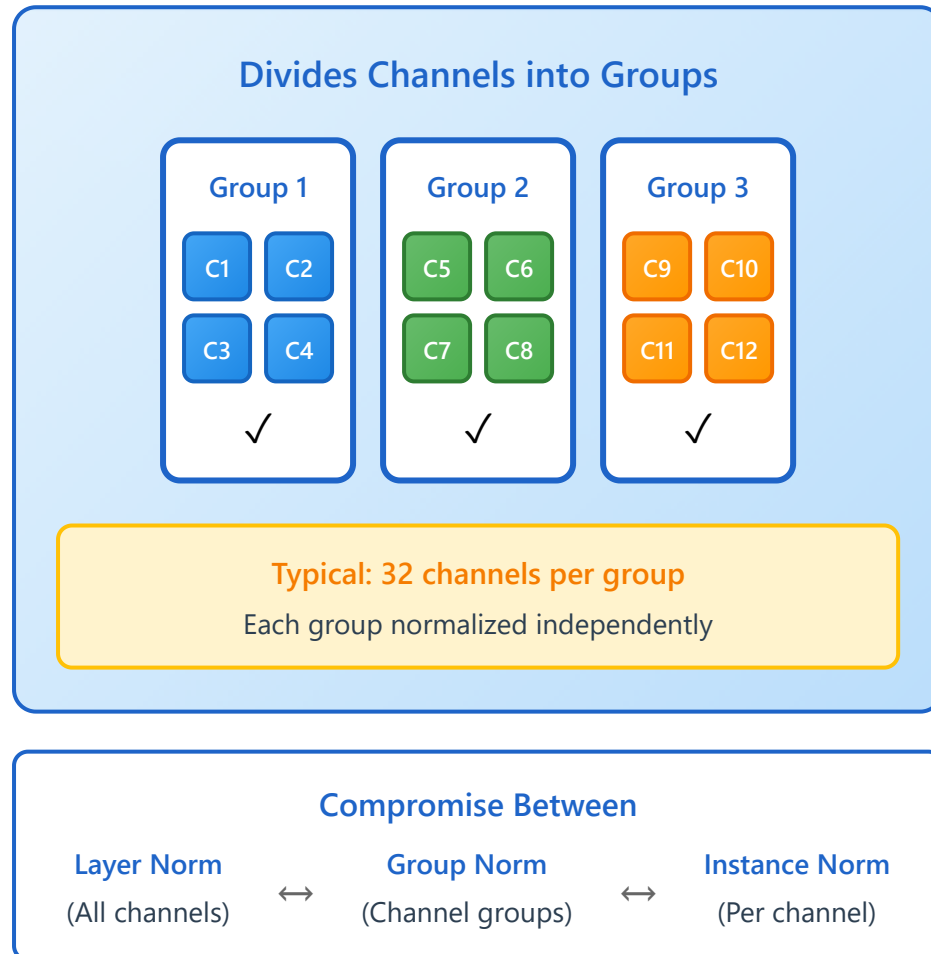 Divides Channels into Groups
Group 1 Group 2 Group 3
C1 C2 C5 C6 C9 C10
C3 C4 C7 C8 C11 C12
✓ ✓ ✓
Typical: 32 channels per group
Each group normalized independently
Compromise Between
Layer Norm ↔ Group Norm ↔ Instance Norm
(All channels) (Channel groups) (Per channel)